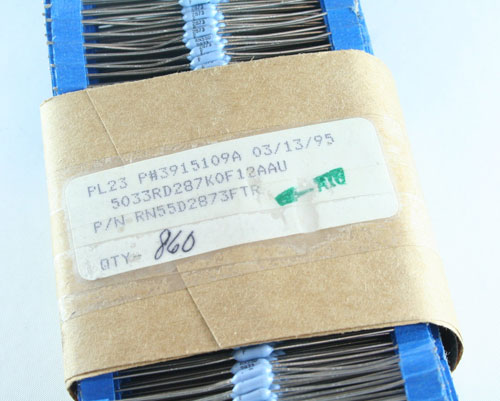 PL23 P#3915109A 03/13/95
5033RD287K0F12AAU
P/N RN55D2873FTR
QTY- 860